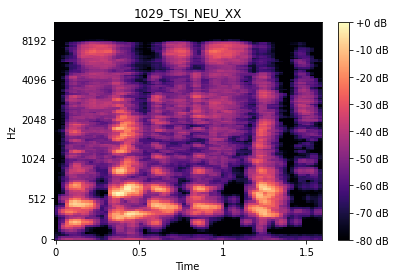 1029_TSI_NEU_XX
+0 dB
8192
-10 dB
4096
-20 dB
-30 dB
2048
Hz
-40 dB
1024
-50 dB
512
-60 dB
-70 dB
0
-80 dB
0
0.5
1
1.5
Time